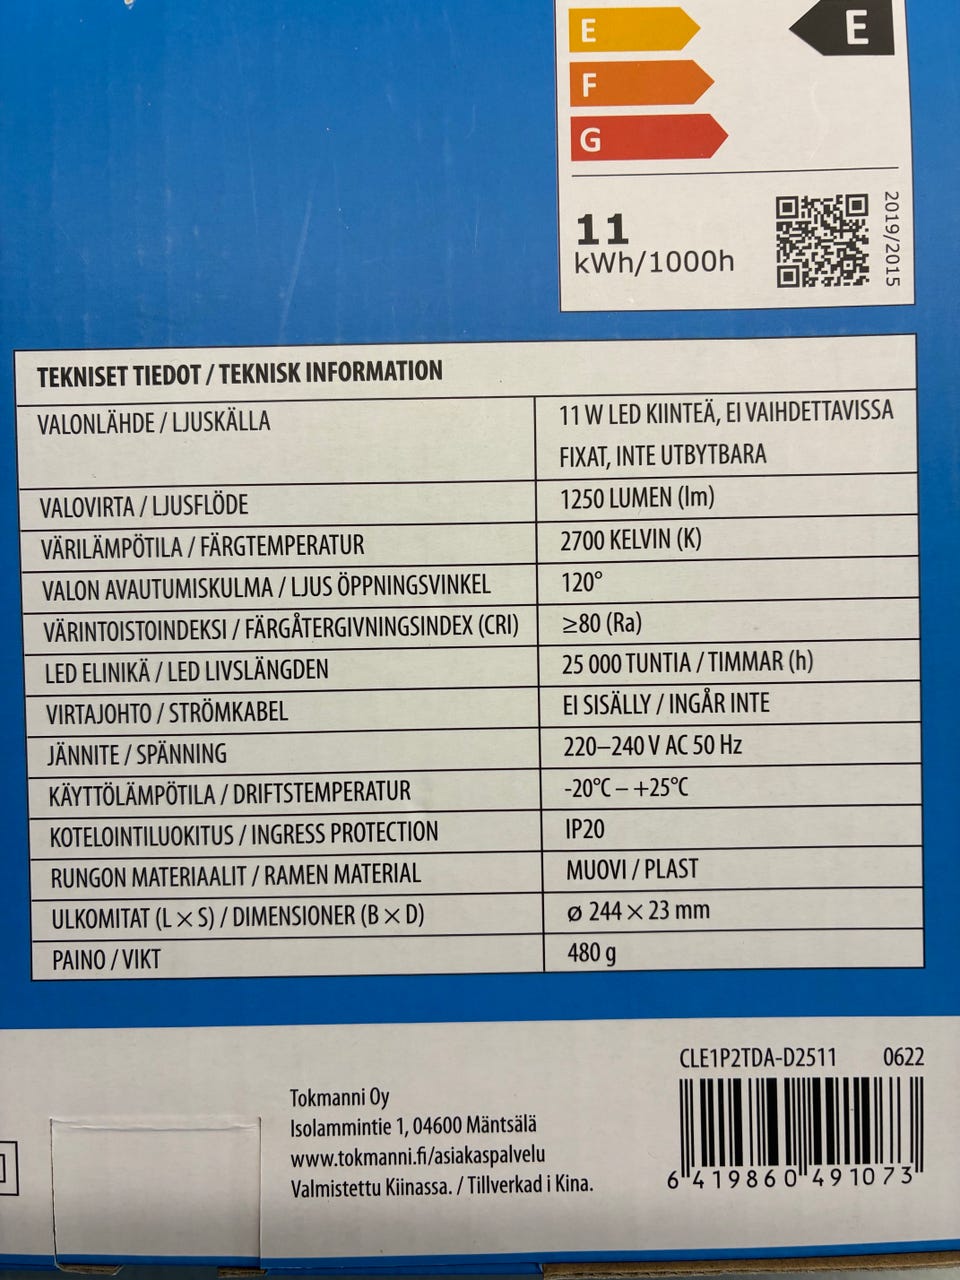 E
E
F
G
11
kWh/1000h
2019/2015
TEKNISET TIEDOT / TEKNISK INFORMATION
VALONLÄHDE / LJUSKÄLLA
11 W LED KIINTEÄ, EI VAIHDETTAVISSA
FIXAT, INTE UTBYTBARA
VALOVIRTA / LJUSFLÖDE
1250 LUMEN (lm)
VÄRILÄMPÖTILA / FÄRGTEMPERATUR
2700 KELVIN (K)
VALON AVAUTUMISKULMA / LJUS ÖPPNINGSVINKEL
120°
VÄRINTOISTOINDEKSI / FÄRGÅTERGIVNINGSINDEX (CRI)
≥80 (Ra)
LED ELINIKÄ / LED LIVSLÄNGDEN
25 000 TUNTIA / TIMMAR (h)
VIRTAJOHTO / STRÖMKABEL
EI SISÄLLY / INGÅR INTE
JÄNNITE / SPÄNNING
220–240 V AC 50 Hz
KÄYTTÖLÄMPÖTILA / DRIFTSTEMPERATUR
-20°C – +25°C
KOTELOINTILUOKITUS / INGRESS PROTECTION
IP20
RUNGON MATERIAALIT / RAMEN MATERIAL
MUOVI / PLAST
ULKOMITAT (L × S) / DIMENSIONER (B × D)
ø 244 × 23 mm
PAINO / VIKT
480 g
CLE1P2TDA-D2511 0622
Tokmanni Oy
Isolammintie 1, 04600 Mäntsälä
www.tokmanni.fi/asiakaspalvelu
Valmistettu Kiinassa. / Tillverkad i Kina.
6 419860 491073